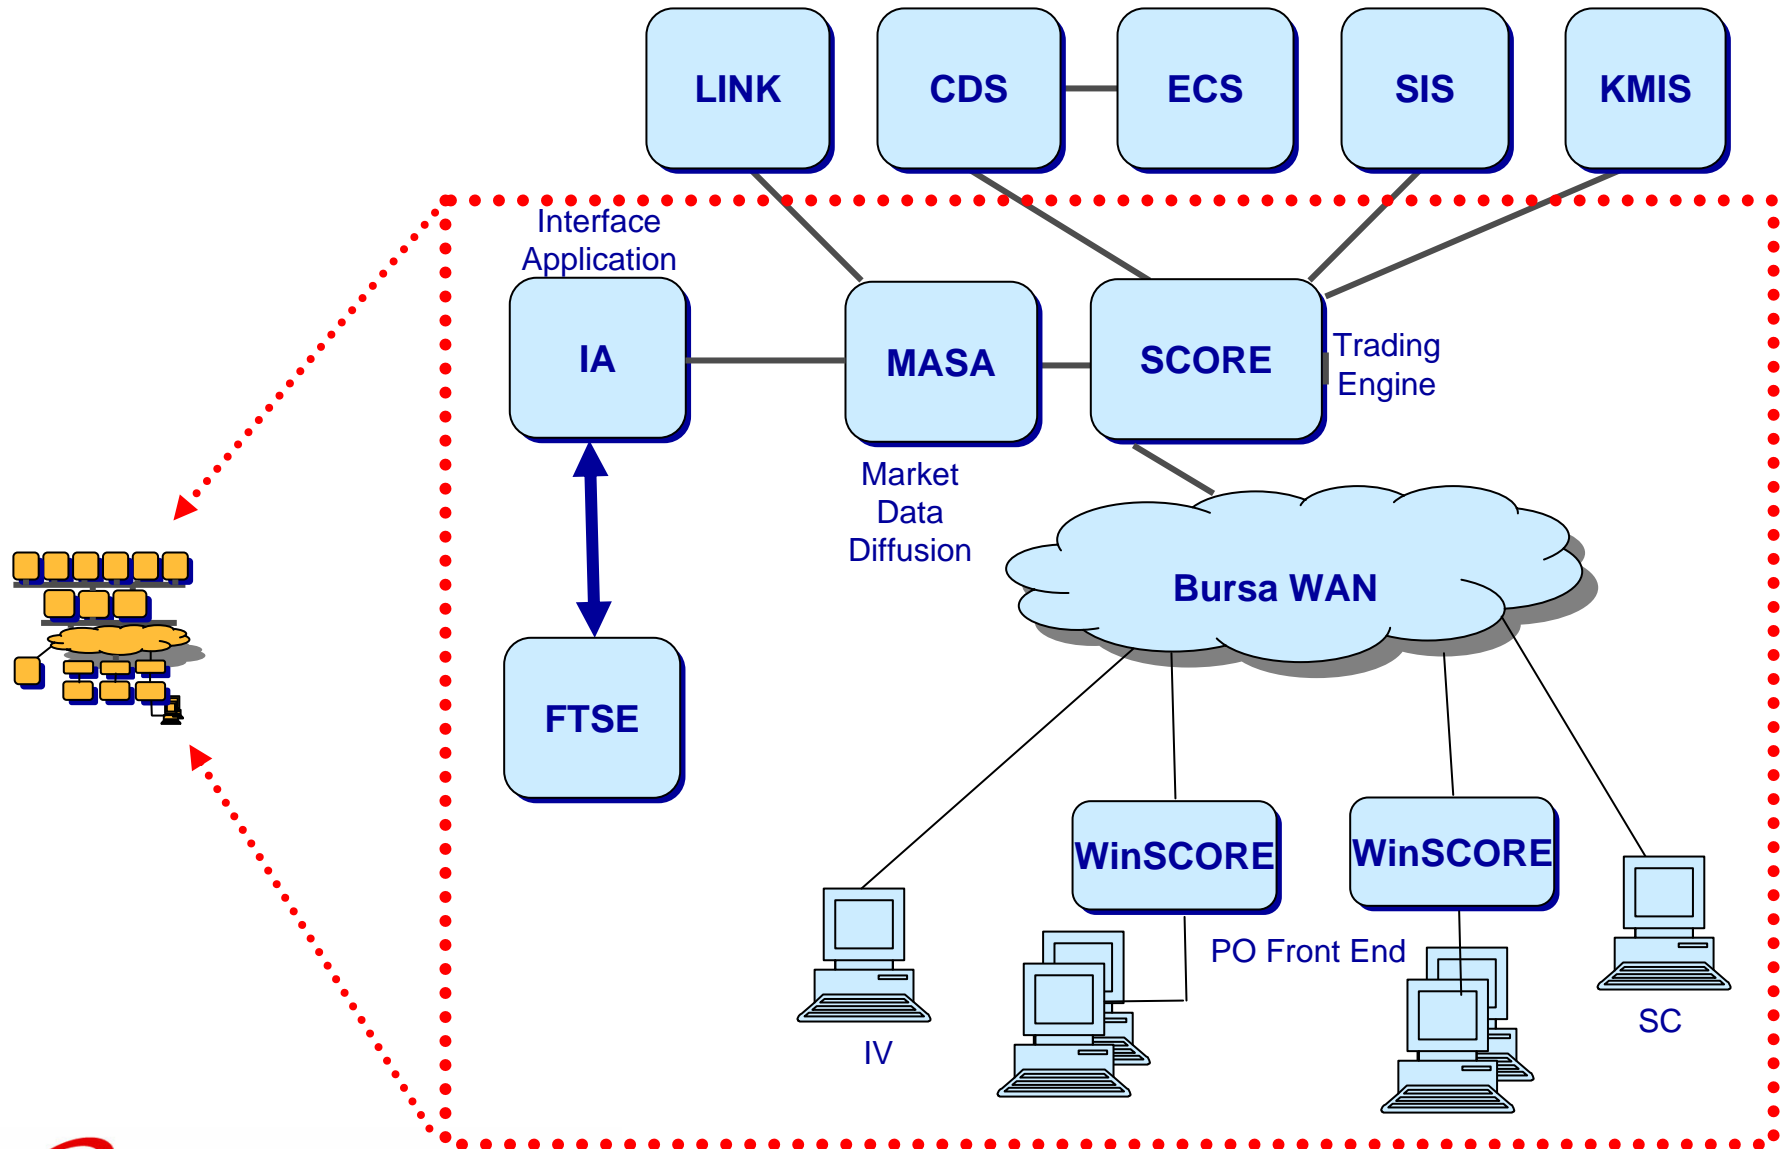 LINK
CDS
ECS
SIS
KMIS
Interface
Application
IA
MASA
SCORE
Trading
Engine
Market
Data
Diffusion
Bursa WAN
FTSE
WinSCORE
WinSCORE
PO Front End
IV
SC